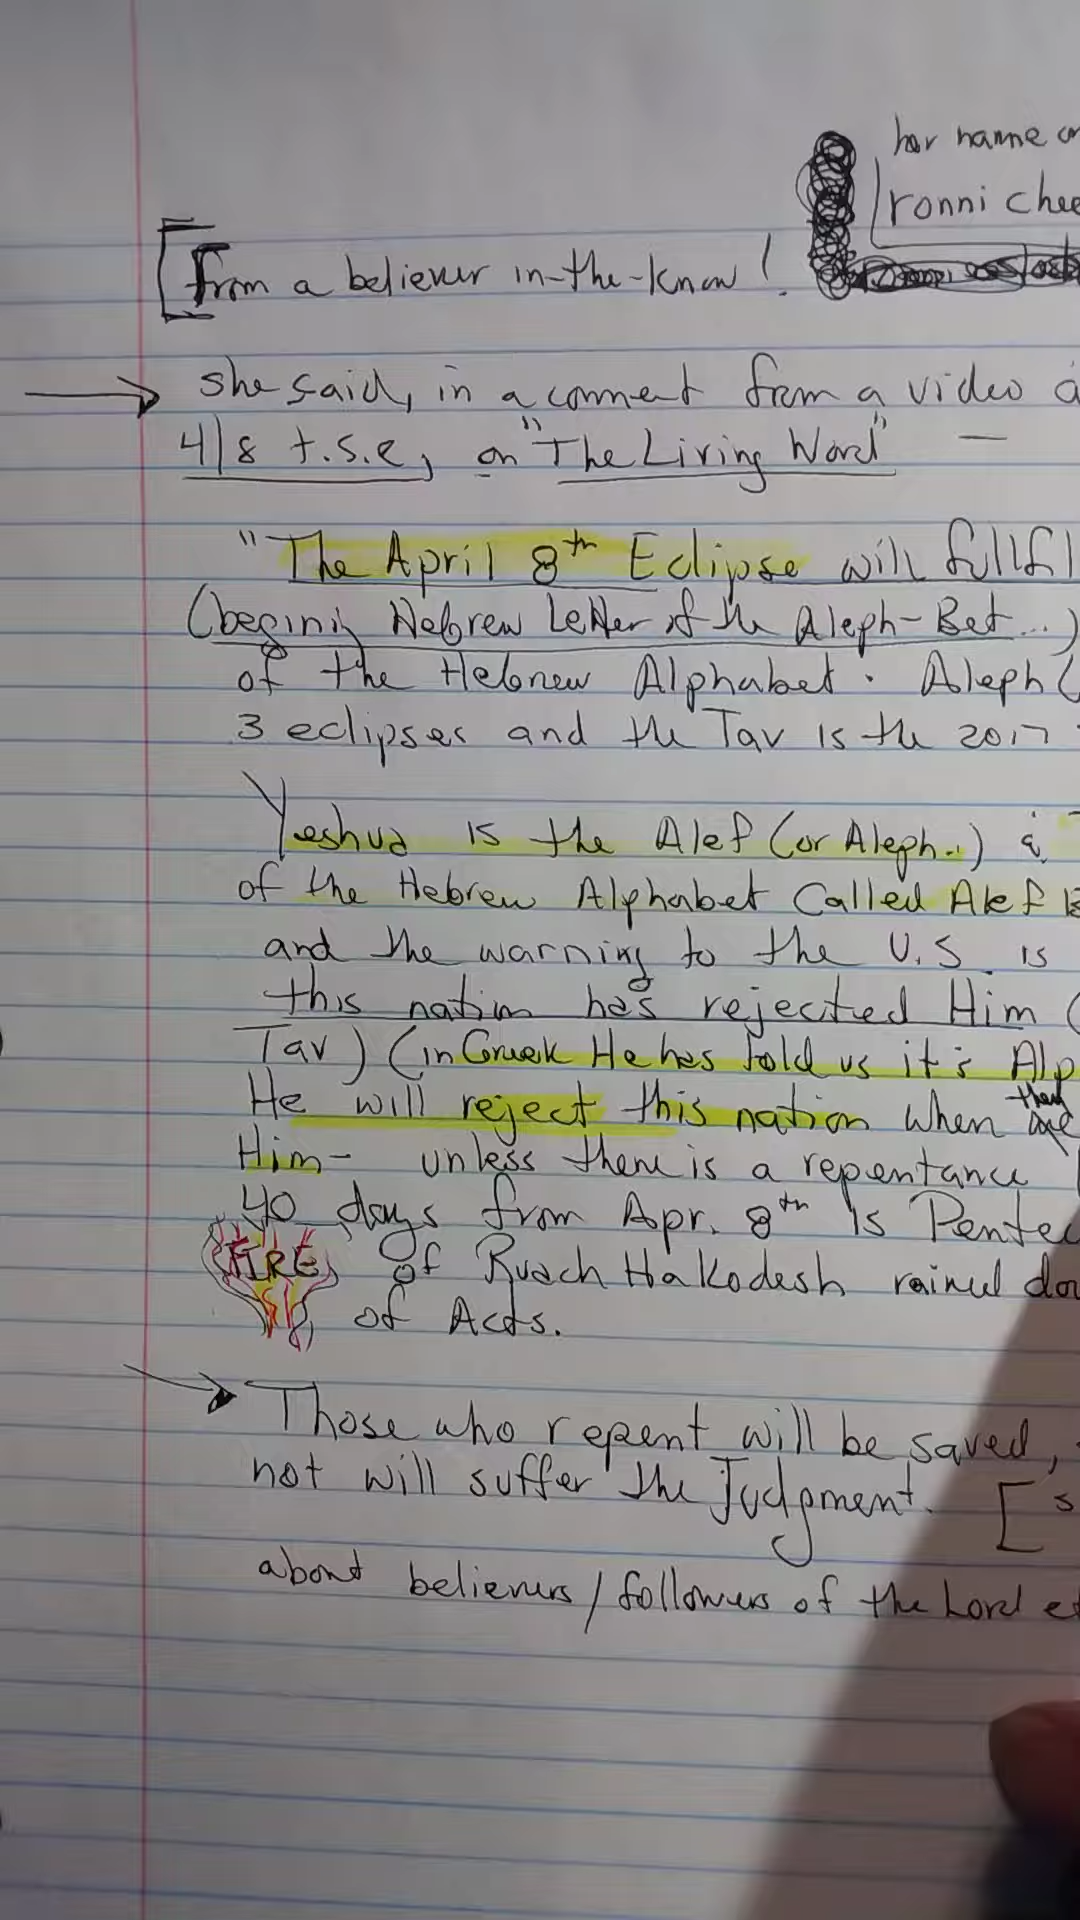 her name on
ronni chee
[From a believer in-the-know!
→ she said, in a comment from a video a
4/8 t.s.e, on "The Living Word" —
"The April 8th Eclipse will fullfl
(begining Hebrew Letter of the Aleph-Bet...)
of the Hebrew Alphabet. Aleph (
3 eclipses and the Tav is the 2017
Yeshua is the Alef (or Aleph..) &
of the Hebrew Alphabet Called Alef B
and the warning to the U.S. is
this nation has rejected Him (
Tav) (in Greek He has told us it's Alp
He will reject this nation when they
Him- unless there is a repentance
40 days from Apr. 8th is Pentec
FIRE of Ruach HaKodesh rained dow
of Acts.
→ Those who repent will be saved,
not will suffer the Judgment. [s
about believers/followers of the Lord et